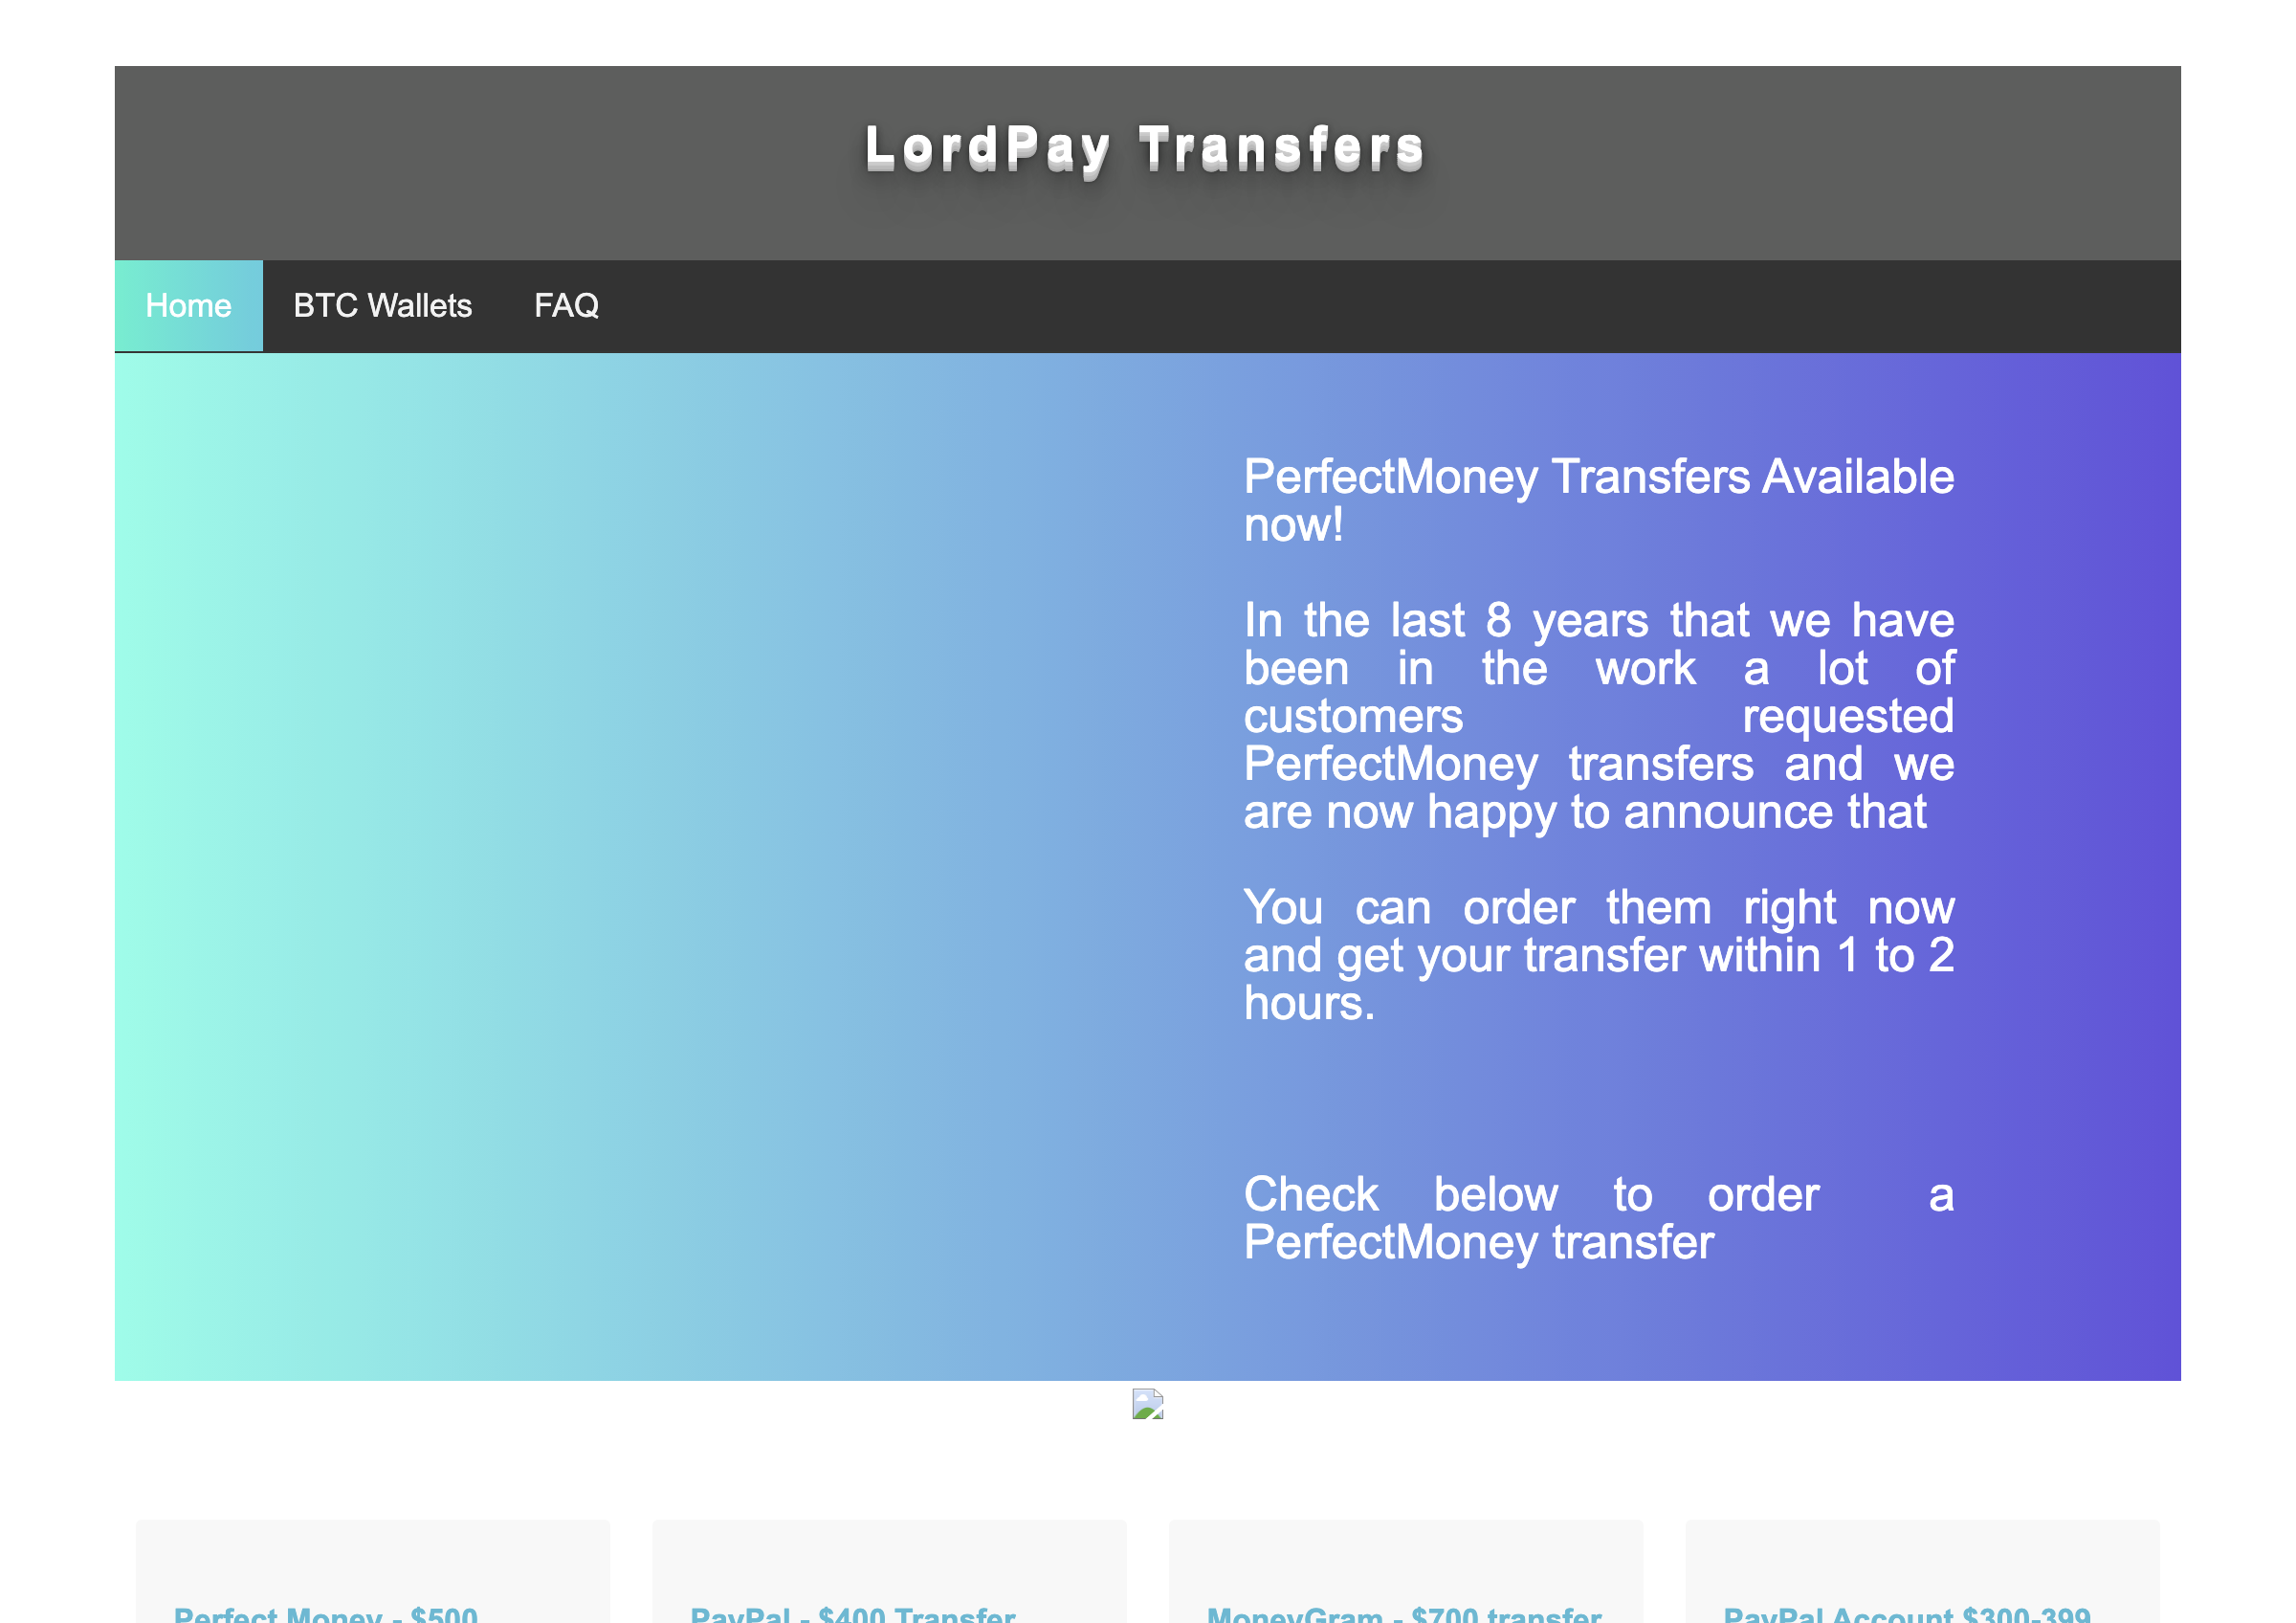 LordPay Transfers
Home BTC Wallets FAQ
PerfectMoney Transfers Available
now!
In the last 8 years that we have
been in the work a lot of
customers requested
PerfectMoney transfers and we
are now happy to announce that
You can order them right now
and get your transfer within 1 to 2
hours.
Check below to order a
PerfectMoney transfer
Perfect Money - $500
PayPal - $400 Transfer
MoneyGram - $700 transfer
PayPal Account $300-399